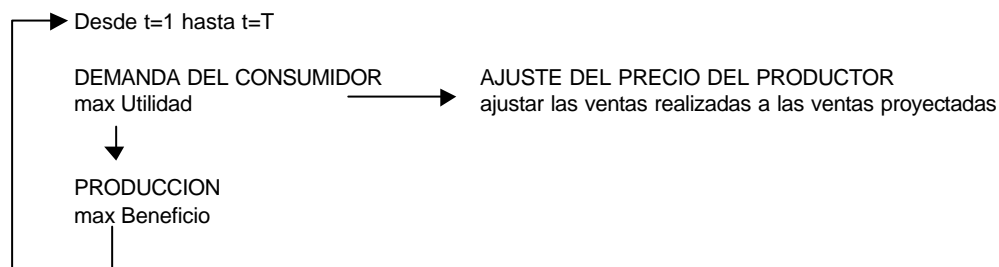 Desde t=1 hasta t=T
DEMANDA DEL CONSUMIDOR
max Utilidad
AJUSTE DEL PRECIO DEL PRODUCTOR
ajustar las ventas realizadas a las ventas proyectadas
PRODUCCION
max Beneficio